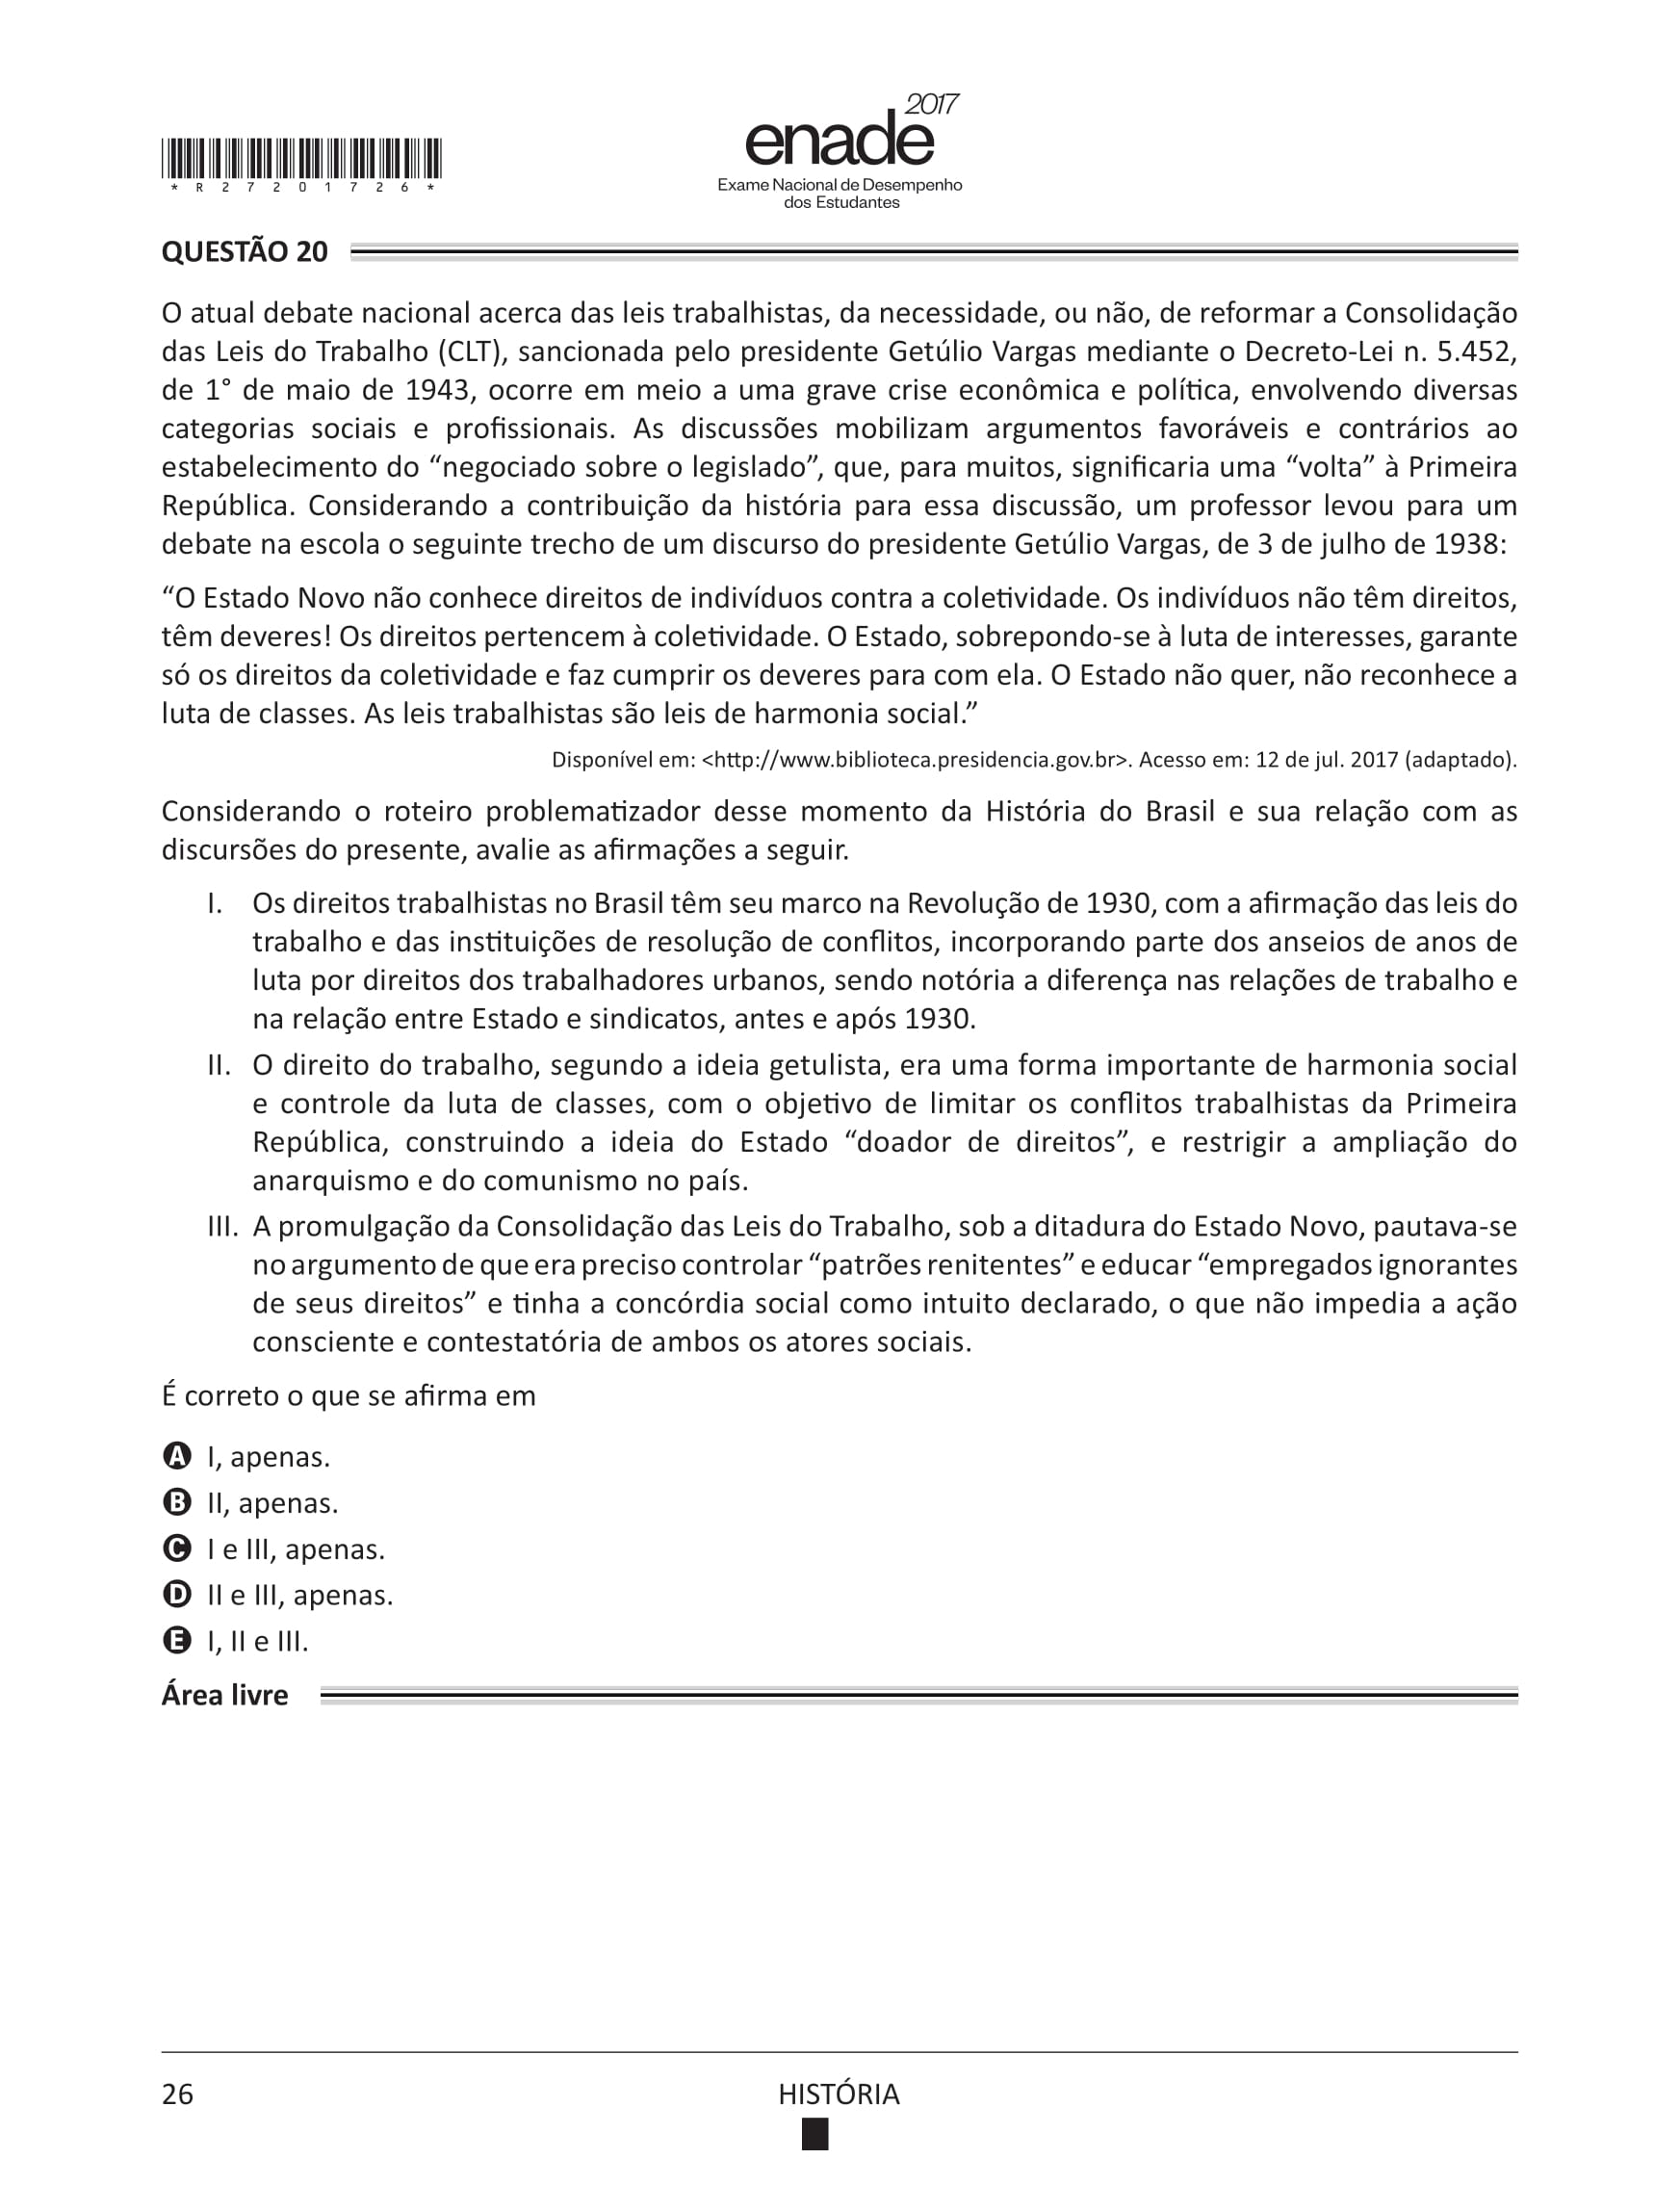 2017
enade
Exame Nacional de Desempenho
dos Estudantes
* R 2 7 2 0 1 7 2 6 *
QUESTÃO 20
O atual debate nacional acerca das leis trabalhistas, da necessidade, ou não, de reformar a Consolidação
das Leis do Trabalho (CLT), sancionada pelo presidente Getúlio Vargas mediante o Decreto-Lei n. 5.452,
de 1° de maio de 1943, ocorre em meio a uma grave crise econômica e política, envolvendo diversas
categorias sociais e profissionais. As discussões mobilizam argumentos favoráveis e contrários ao
estabelecimento do “negociado sobre o legislado”, que, para muitos, significaria uma “volta” à Primeira
República. Considerando a contribuição da história para essa discussão, um professor levou para um
debate na escola o seguinte trecho de um discurso do presidente Getúlio Vargas, de 3 de julho de 1938:
“O Estado Novo não conhece direitos de indivíduos contra a coletividade. Os indivíduos não têm direitos,
têm deveres! Os direitos pertencem à coletividade. O Estado, sobrepondo-se à luta de interesses, garante
só os direitos da coletividade e faz cumprir os deveres para com ela. O Estado não quer, não reconhece a
luta de classes. As leis trabalhistas são leis de harmonia social.”
Disponível em: <http://www.biblioteca.presidencia.gov.br>. Acesso em: 12 de jul. 2017 (adaptado).
Considerando o roteiro problematizador desse momento da História do Brasil e sua relação com as
discursões do presente, avalie as afirmações a seguir.
I. Os direitos trabalhistas no Brasil têm seu marco na Revolução de 1930, com a afirmação das leis do
trabalho e das instituições de resolução de conflitos, incorporando parte dos anseios de anos de
luta por direitos dos trabalhadores urbanos, sendo notória a diferença nas relações de trabalho e
na relação entre Estado e sindicatos, antes e após 1930.
II. O direito do trabalho, segundo a ideia getulista, era uma forma importante de harmonia social
e controle da luta de classes, com o objetivo de limitar os conflitos trabalhistas da Primeira
República, construindo a ideia do Estado “doador de direitos”, e restrigir a ampliação do
anarquismo e do comunismo no país.
III. A promulgação da Consolidação das Leis do Trabalho, sob a ditadura do Estado Novo, pautava-se
no argumento de que era preciso controlar “patrões renitentes” e educar “empregados ignorantes
de seus direitos” e tinha a concórdia social como intuito declarado, o que não impedia a ação
consciente e contestatória de ambos os atores sociais.
É correto o que se afirma em
A I, apenas.
B II, apenas.
C I e III, apenas.
D II e III, apenas.
E I, II e III.
Área livre
26
HISTÓRIA